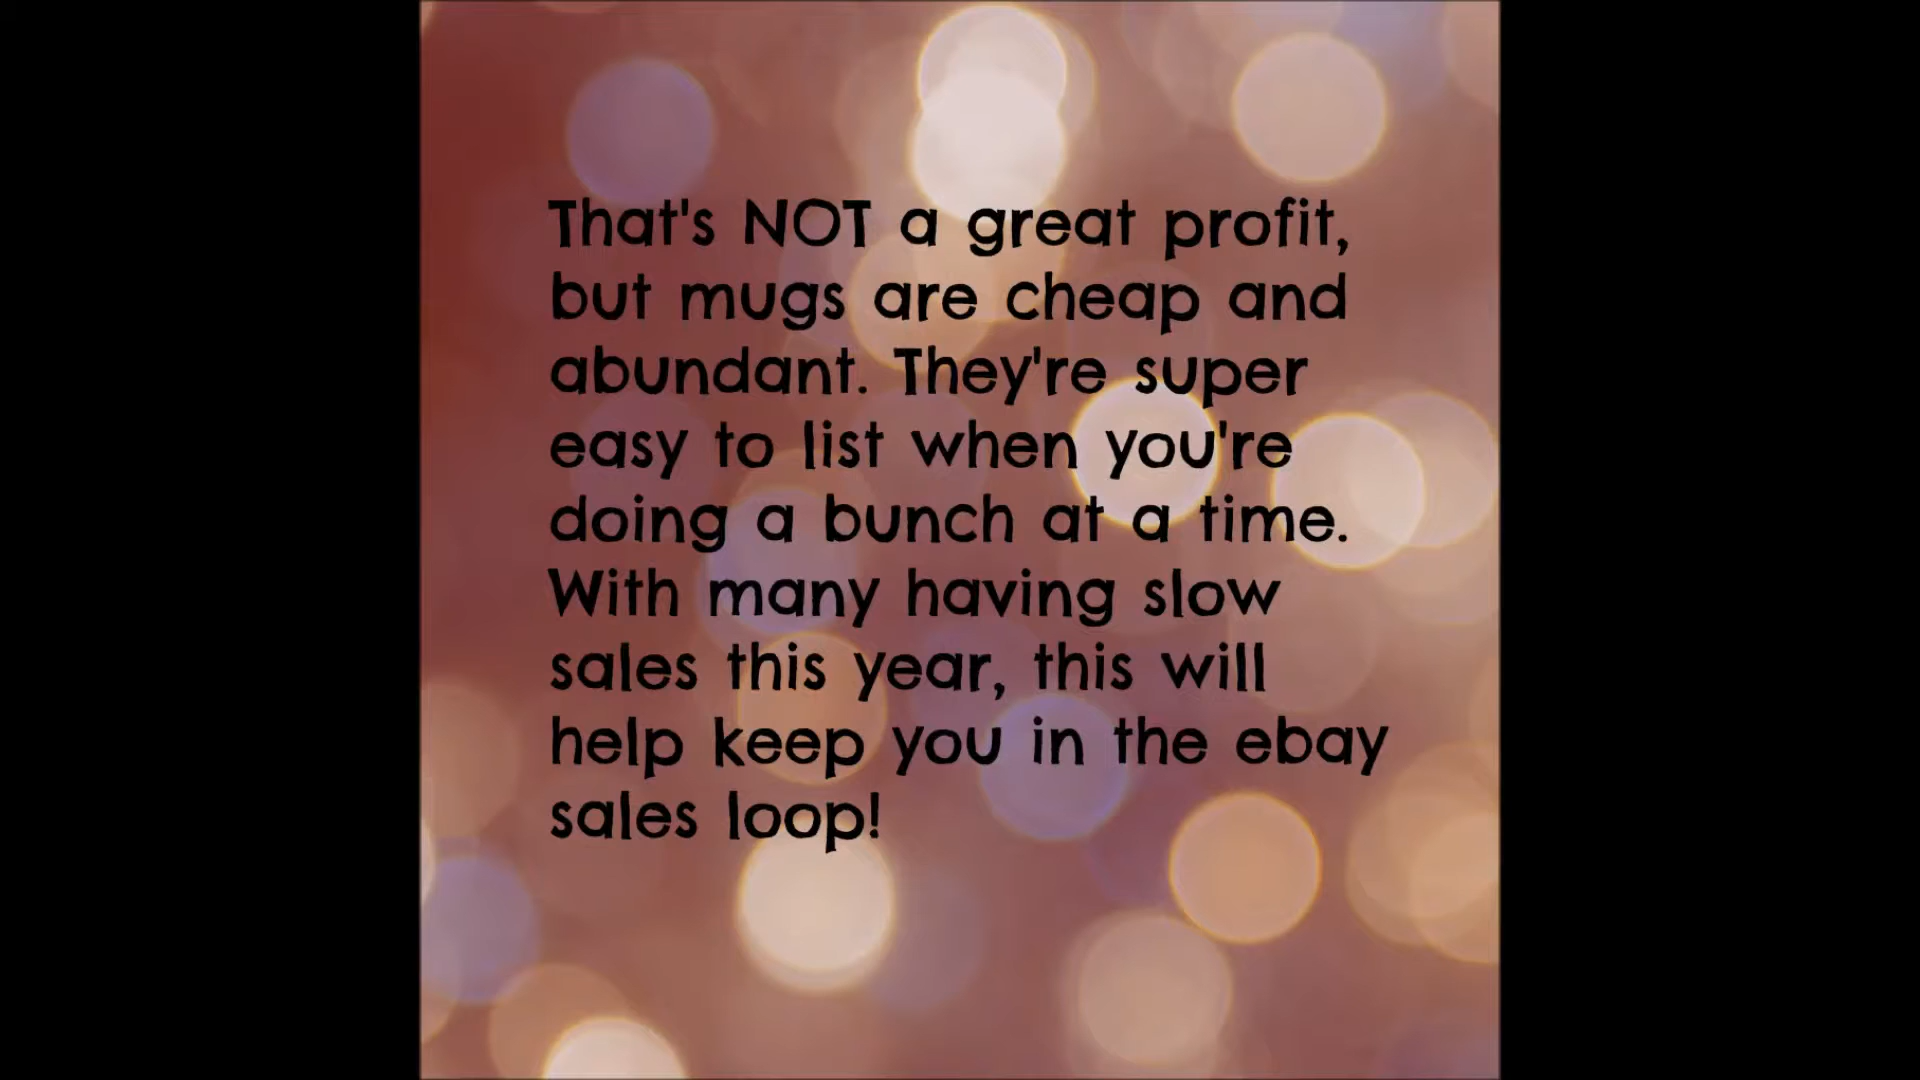 That's NOT a great profit,
but mugs are cheap and
abundant. They're super
easy to list when you're
doing a bunch at a time.
With many having slow
sales this year, this will
help keep you in the ebay
sales loop!